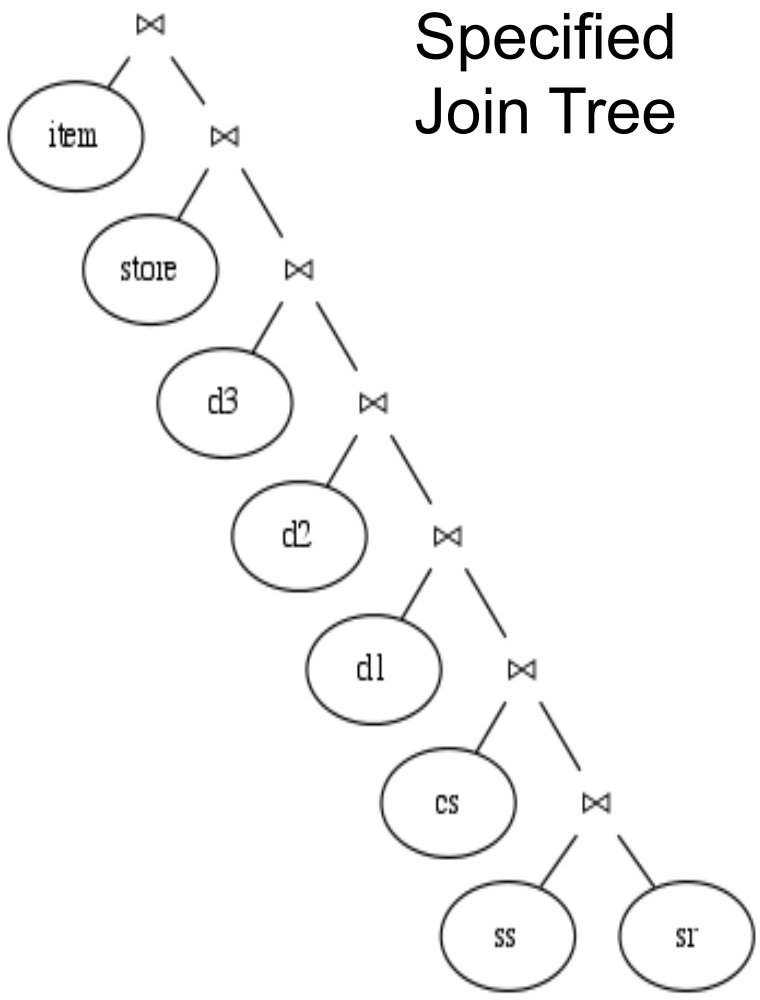 Specified
Join Tree
⋈
item
⋈
store
⋈
d3
⋈
d2
⋈
d1
⋈
cs
⋈
ss
sr